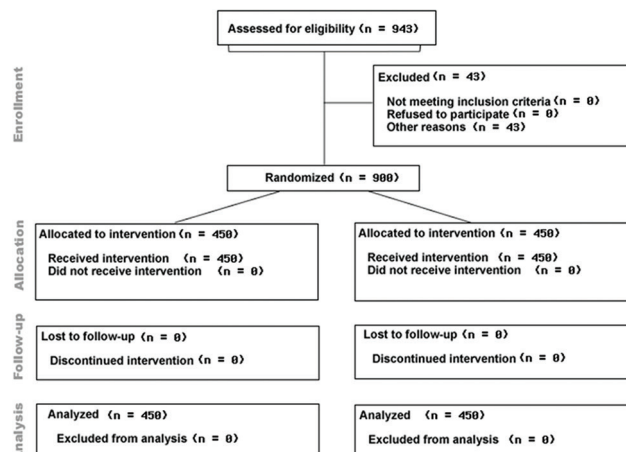 Assessed for eligibility (n = 943)
Enrollment
Excluded (n = 43)
Not meeting inclusion criteria (n = 0)
Refused to participate (n = 0)
Other reasons (n = 43)
Randomized (n = 900)
Allocation
Allocated to intervention (n = 450)
Received intervention (n = 450)
Did not receive intervention (n = 0)
Allocated to intervention (n = 450)
Received intervention (n = 450)
Did not receive intervention (n = 0)
Follow-up
Lost to follow-up (n = 0)
Discontinued intervention (n = 0)
Lost to follow-up (n = 0)
Discontinued intervention (n = 0)
Analysis
Analyzed (n = 450)
Excluded from analysis (n = 0)
Analyzed (n = 450)
Excluded from analysis (n = 0)